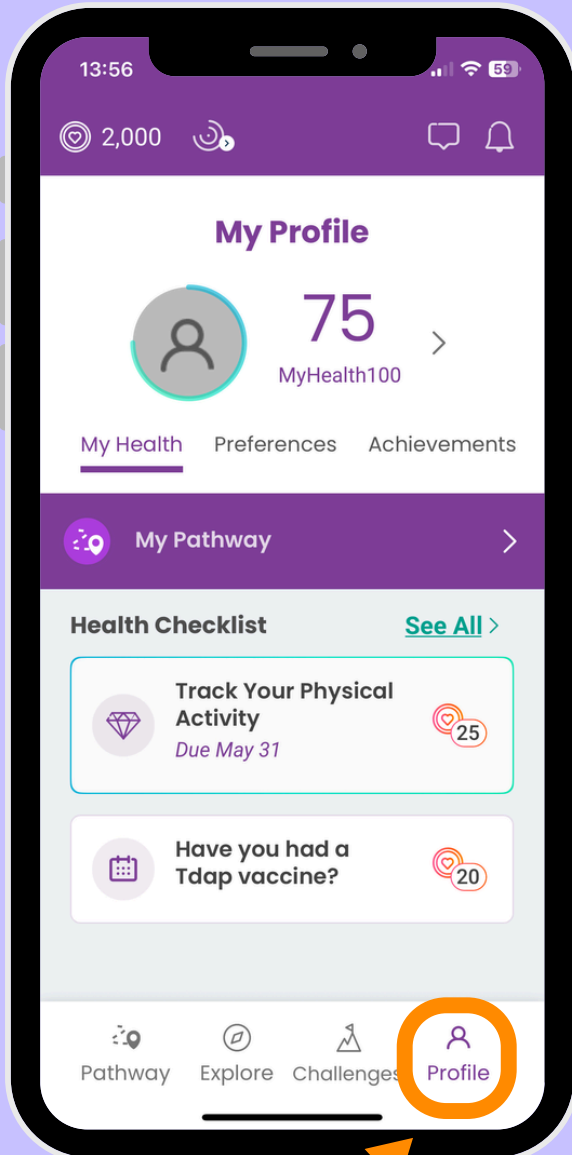 13:56
59
2,000
My Profile
75
MyHealth100
My Health Preferences Achievements
My Pathway
Health Checklist See All
Track Your Physical
Activity
Due May 31
25
Have you had a
Tdap vaccine?
20
Pathway Explore Challenges Profile